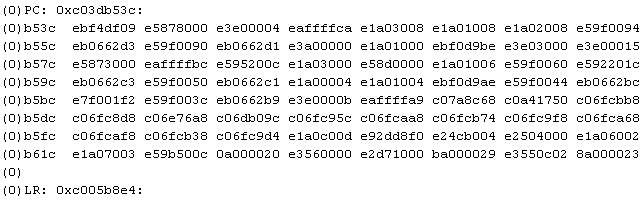 (0)PC: 0xc03db53c:
(0)b53c ebf4df09 e5878000 e3e00004 eaffffca e1a03008 e1a01008 e1a02008 e59f0094
(0)b55c eb0662d3 e59f0090 eb0662d1 e3a00000 e1a01000 ebf0d9be e3e03000 e3e00015
(0)b57c e5873000 eaffffbc e595200c e1a03000 e58d0000 e1a01006 e59f0060 e592201c
(0)b59c eb0662c3 e59f0050 eb0662c1 e1a00004 e1a01004 ebf0d9ae e59f0044 eb0662bc
(0)b5bc e7f001f2 e59f003c eb0662b9 e3e0000b eaffffa9 c07a8c68 c0a41750 c06fcbb8
(0)b5dc c06fc8d8 c06e76a8 c06db09c c06fc95c c06fcaa8 c06fcb74 c06fc9f8 c06fca68
(0)b5fc c06fcaf8 c06fcb38 c06fc9d4 e1a0c00d e92dd8f0 e24cb004 e2504000 e1a06002
(0)b61c e1a07003 e59b500c 0a000020 e3560000 e2d71000 ba000029 e3550c02 8a000023
(0)
(0)LR: 0xc005b8e4: